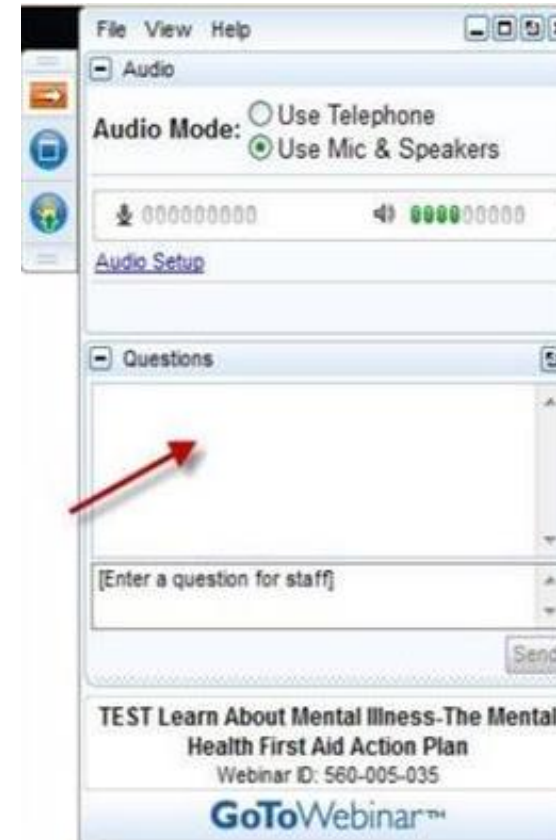 File View Help
Audio
Audio Mode: Use Telephone
Use Mic & Speakers
Audio Setup
Questions
[Enter a question for staff]
Send
TEST Learn About Mental Illness-The Mental
Health First Aid Action Plan
Webinar ID: 560-005-035
GoToWebinar™